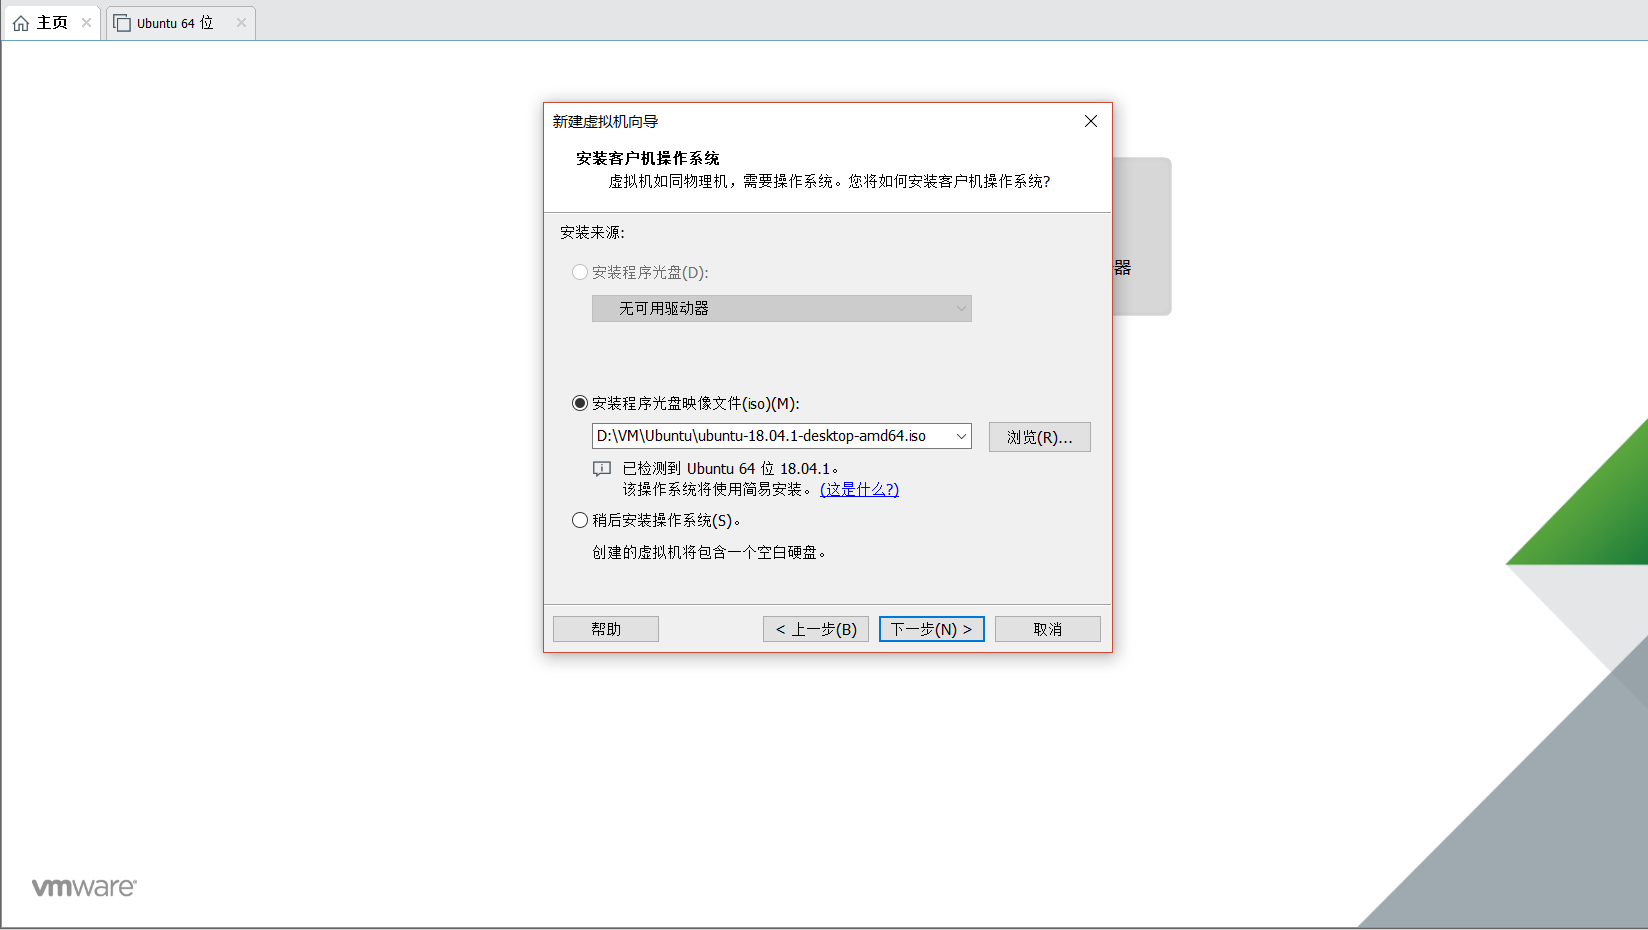 主页
Ubuntu 64 位
新建虚拟机向导
安装客户机操作系统
虚拟机如同物理机，需要操作系统。您将如何安装客户机操作系统?
安装来源:
安装程序光盘(D):
器
无可用驱动器
安装程序光盘映像文件(iso)(M):
D:\VM\Ubuntu\ubuntu-18.04.1-desktop-amd64.iso
浏览(R)...
已检测到 Ubuntu 64 位 18.04.1。
该操作系统将使用简易安装。 (这是什么?)
稍后安装操作系统(S)。
创建的虚拟机将包含一个空白硬盘。
帮助
< 上一步(B)
下一步(N) >
取消
vmware